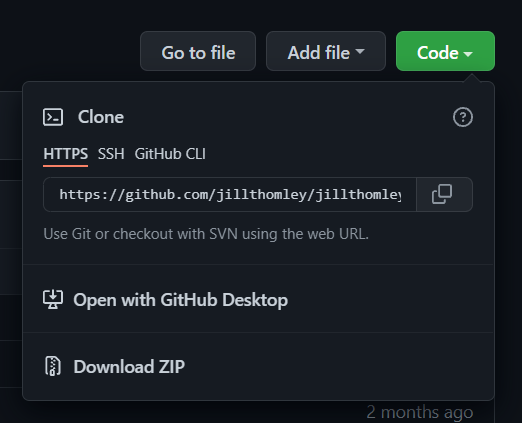 Go to file Add file Code
Clone
HTTPS SSH GitHub CLI
https://github.com/jillthomley/jillthomley
Use Git or checkout with SVN using the web URL.
Open with GitHub Desktop
Download ZIP
2 months ago